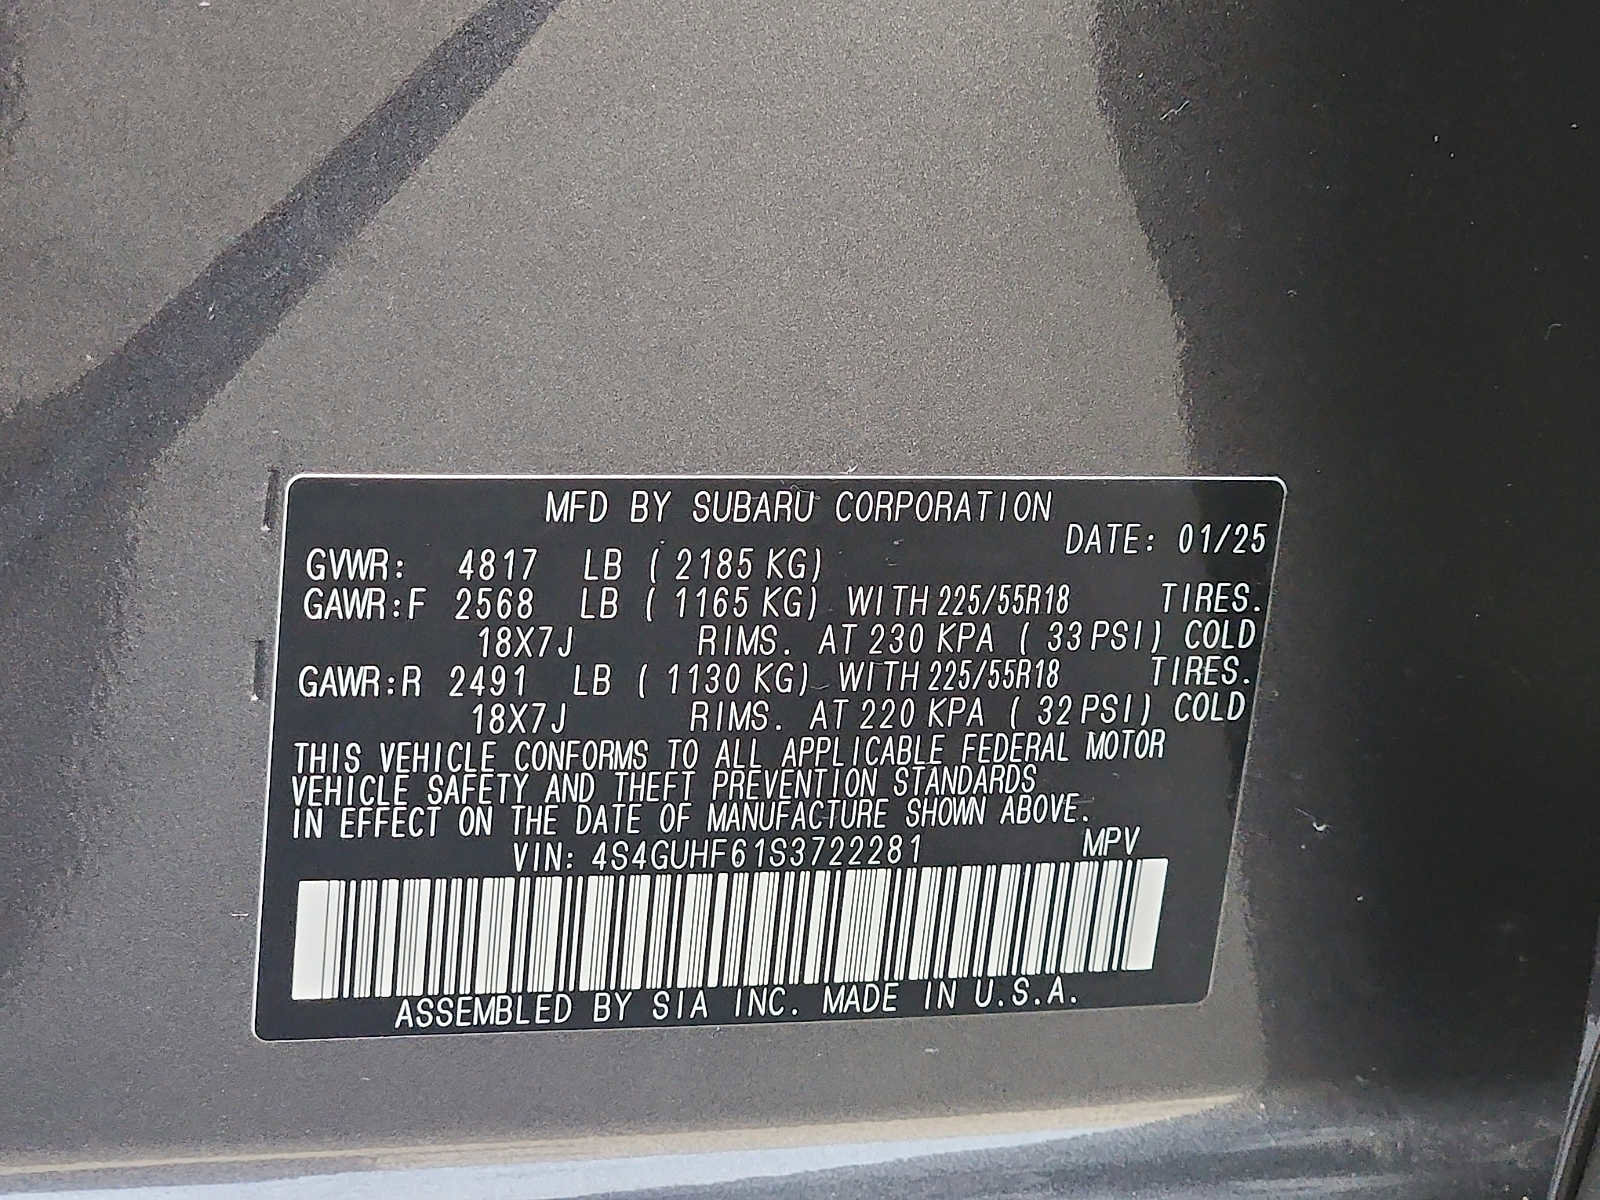 MFD BY SUBARU CORPORATION
DATE: 01/25
GVWR: 4817 LB ( 2185 KG)
GAWR:F 2568 LB ( 1165 KG) WITH 225/55R18 TIRES.
18X7J RIMS. AT 230 KPA ( 33 PSI) COLD
GAWR:R 2491 LB ( 1130 KG) WITH 225/55R18 TIRES.
18X7J RIMS. AT 220 KPA ( 32 PSI) COLD
THIS VEHICLE CONFORMS TO ALL APPLICABLE FEDERAL MOTOR
VEHICLE SAFETY AND THEFT PREVENTION STANDARDS
IN EFFECT ON THE DATE OF MANUFACTURE SHOWN ABOVE.
VIN: 4S4GUHF61S3722281 MPV
ASSEMBLED BY SIA INC. MADE IN U.S.A.